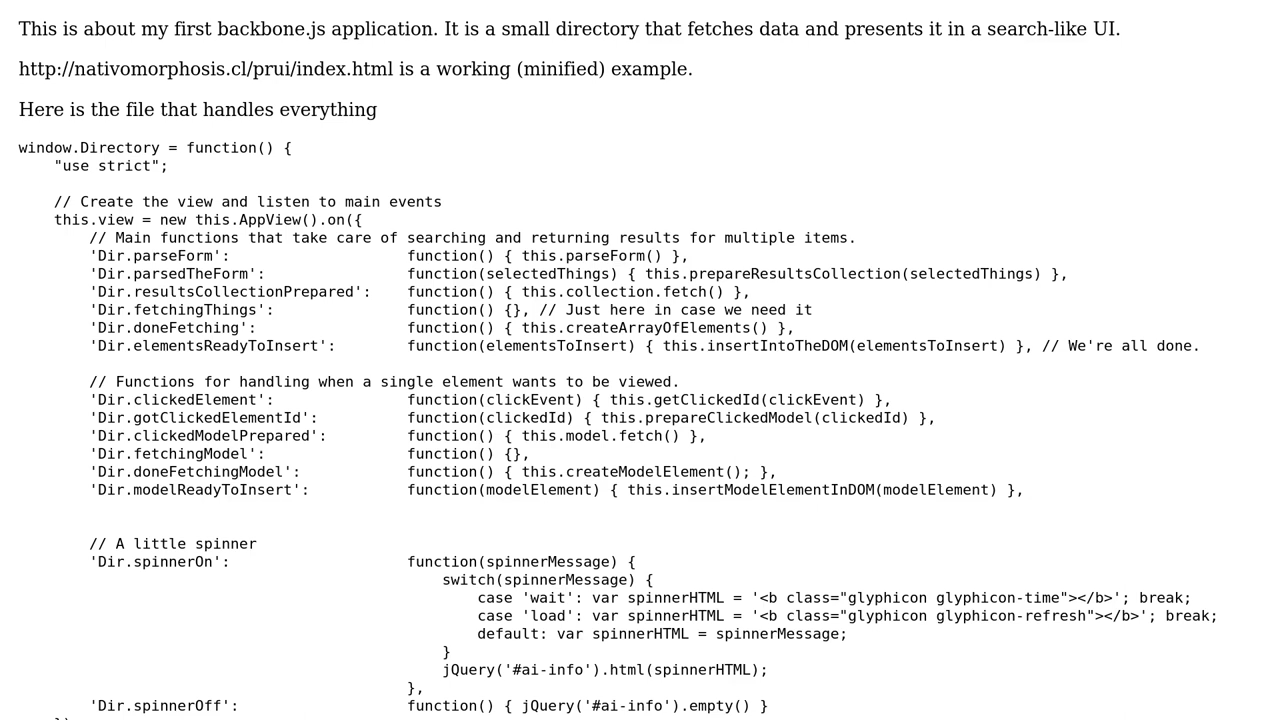 This is about my first backbone.js application. It is a small directory that fetches data and presents it in a search-like UI.
http://nativomorphosis.cl/prui/index.html is a working (minified) example.
Here is the file that handles everything
window.Directory = function() {
    "use strict";

    // Create the view and listen to main events
    this.view = new this.AppView().on({
        // Main functions that take care of searching and returning results for multiple items.
        'Dir.parseForm':                    function() { this.parseForm() },
        'Dir.parsedTheForm':                function(selectedThings) { this.prepareResultsCollection(selectedThings) },
        'Dir.resultsCollectionPrepared':    function() { this.collection.fetch() },
        'Dir.fetchingThings':               function() {}, // Just here in case we need it
        'Dir.doneFetching':                 function() { this.createArrayOfElements() },
        'Dir.elementsReadyToInsert':        function(elementsToInsert) { this.insertIntoTheDOM(elementsToInsert) }, // We're all done.

        // Functions for handling when a single element wants to be viewed.
        'Dir.clickedElement':               function(clickEvent) { this.getClickedId(clickEvent) },
        'Dir.gotClickedElementId':          function(clickedId) { this.prepareClickedModel(clickedId) },
        'Dir.clickedModelPrepared':         function() { this.model.fetch() },
        'Dir.fetchingModel':                function() {},
        'Dir.doneFetchingModel':            function() { this.createModelElement(); },
        'Dir.modelReadyToInsert':           function(modelElement) { this.insertModelElementInDOM(modelElement) },


        // A little spinner
        'Dir.spinnerOn':                    function(spinnerMessage) {
                                                switch(spinnerMessage) {
                                                    case 'wait': var spinnerHTML = '<b class="glyphicon glyphicon-time"></b>'; break;
                                                    case 'load': var spinnerHTML = '<b class="glyphicon glyphicon-refresh"></b>'; break;
                                                    default: var spinnerHTML = spinnerMessage;
                                                }
                                                jQuery('#ai-info').html(spinnerHTML);
                                            },
        'Dir.spinnerOff':                   function() { jQuery('#ai-info').empty() }